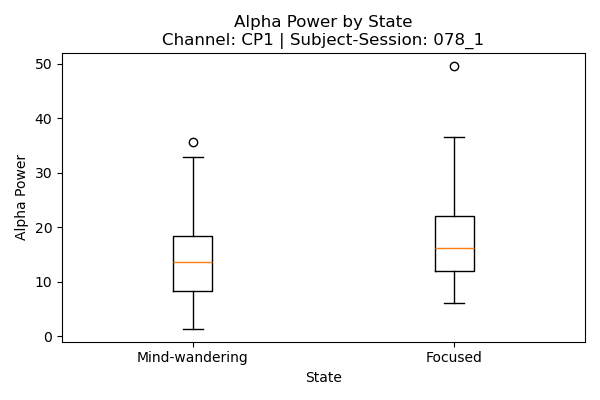 Alpha Power by State
Channel: CP1 | Subject-Session: 078_1
50
40
30
20
10
0
Alpha Power
Mind-wandering
Focused
State